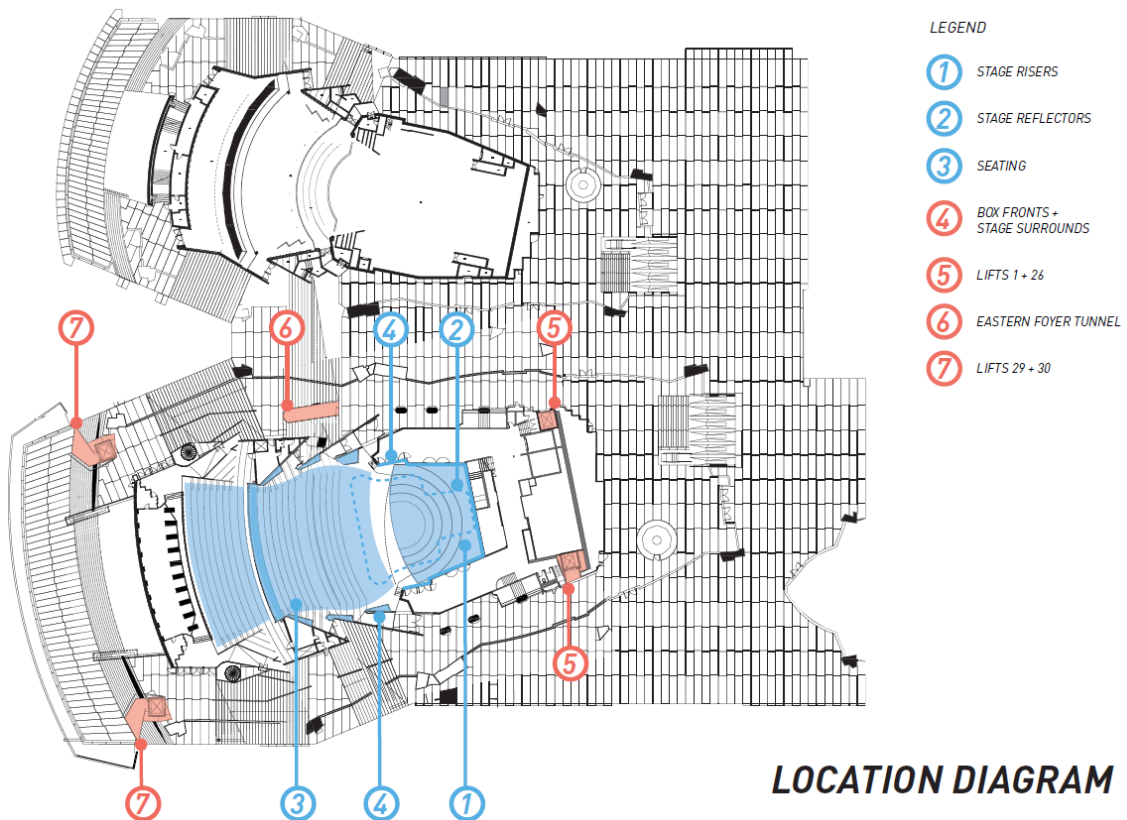 LEGEND
1 STAGE RISERS
2 STAGE REFLECTORS
3 SEATING
4 BOX FRONTS +
STAGE SURROUNDS
5 LIFTS 1 + 26
6 EASTERN FOYER TUNNEL
7 LIFTS 29 + 30
7 6 4 2 5
5
7 3 4 1
LOCATION DIAGRAM